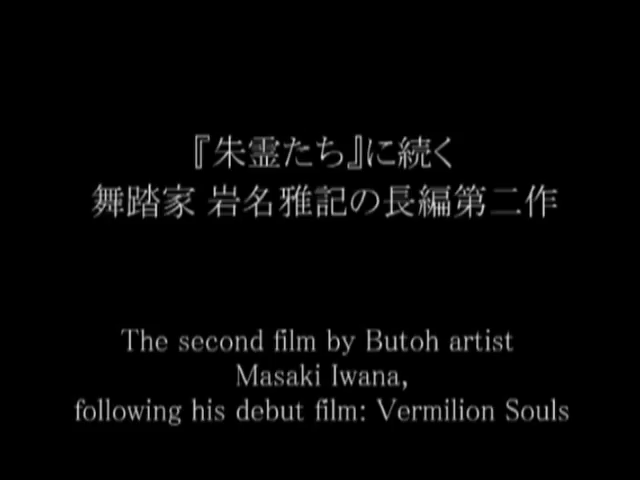 『朱霊たち』に続く
舞踏家 岩名雅記の長編第二作
The second film by Butoh artist
Masaki Iwana,
following his debut film: Vermilion Souls